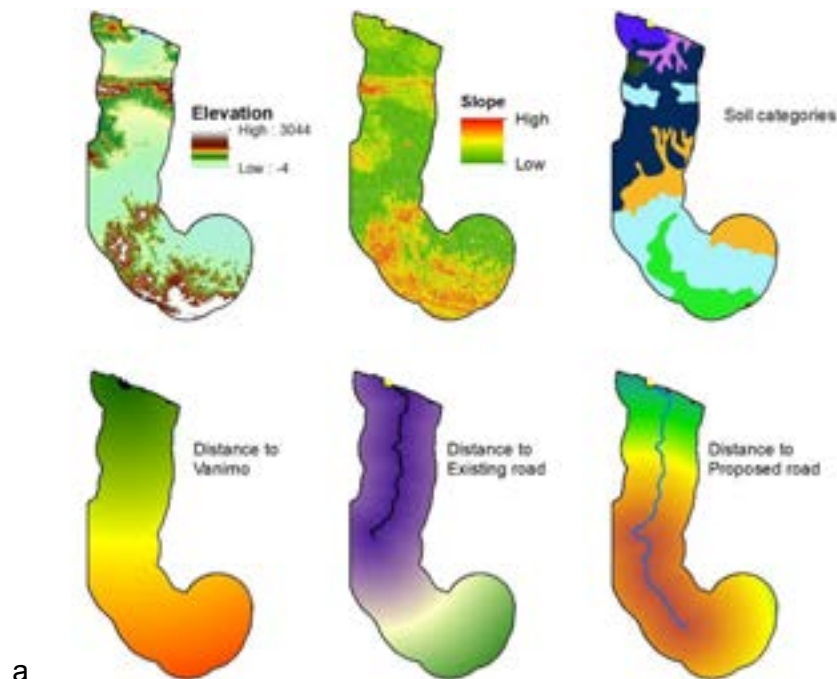 Elevation
High : 3044
Low : -4
Slope
High
Low
Soil categories
Distance to
Vanimo
Distance to
Existing road
Distance to
Proposed road
a